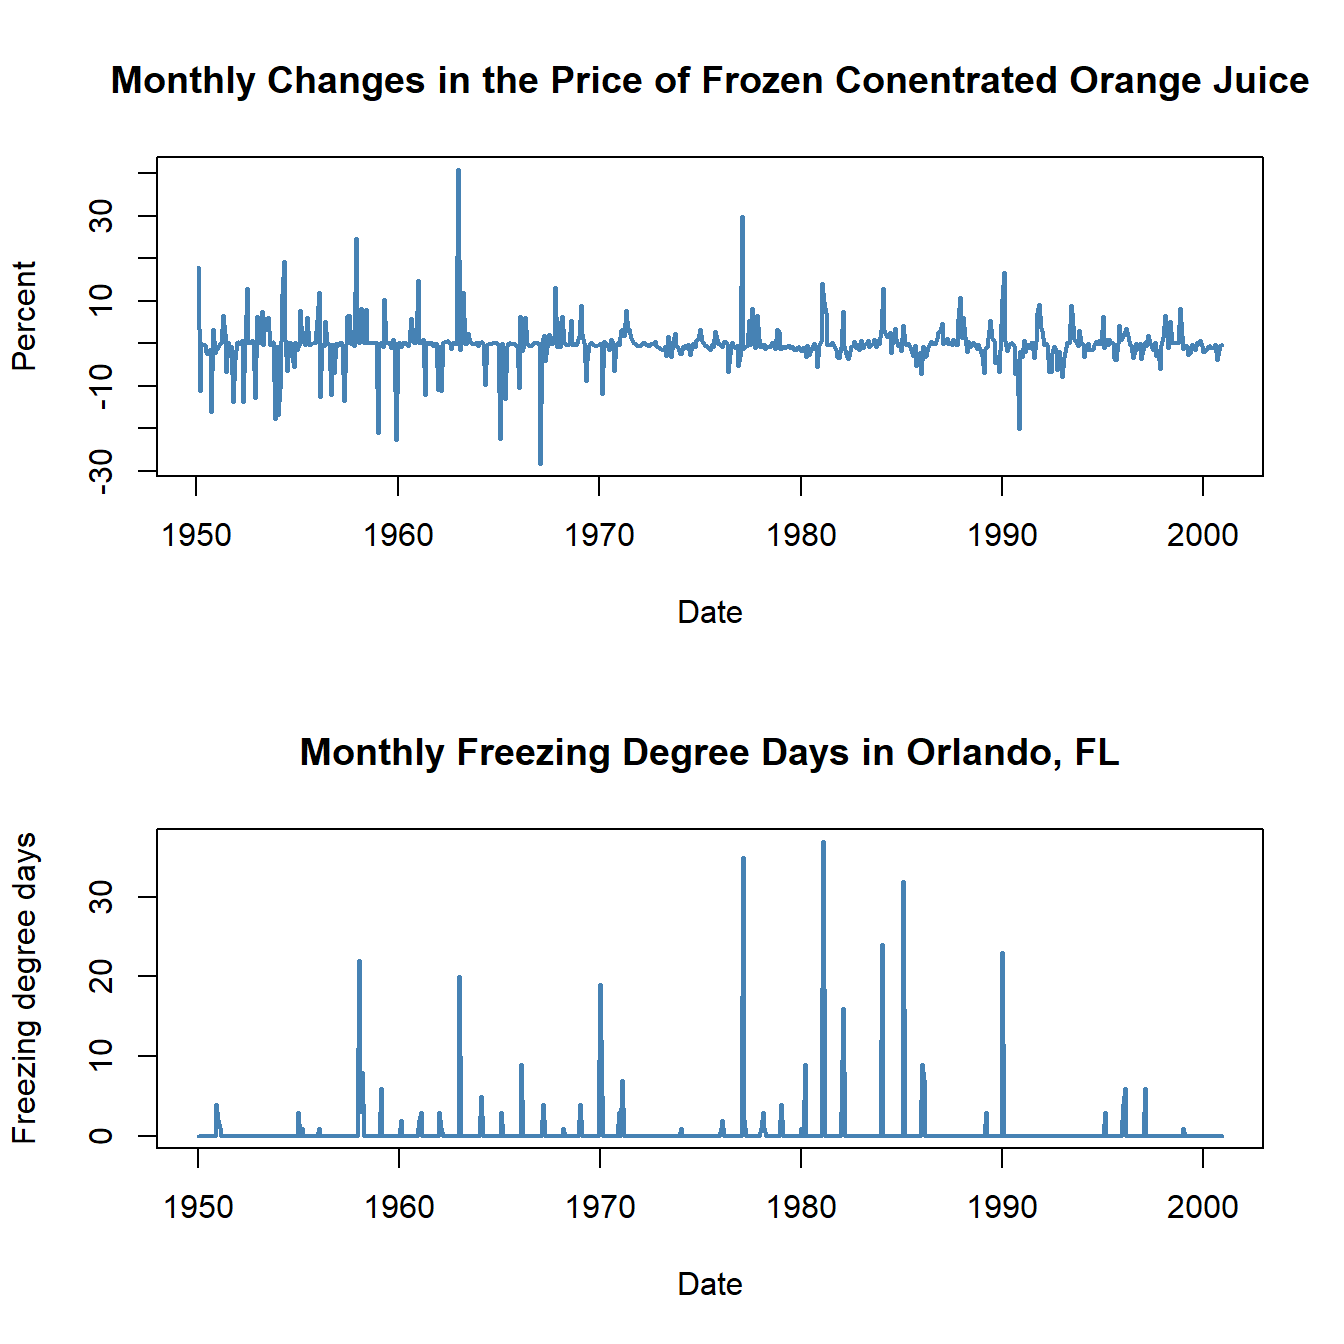 Monthly Changes in the Price of Frozen Conentrated Orange Juice
Percent
30
10
-10
-30
1950 1960 1970 1980 1990 2000
Date
Monthly Freezing Degree Days in Orlando, FL
Freezing degree days
30
20
10
0
1950 1960 1970 1980 1990 2000
Date